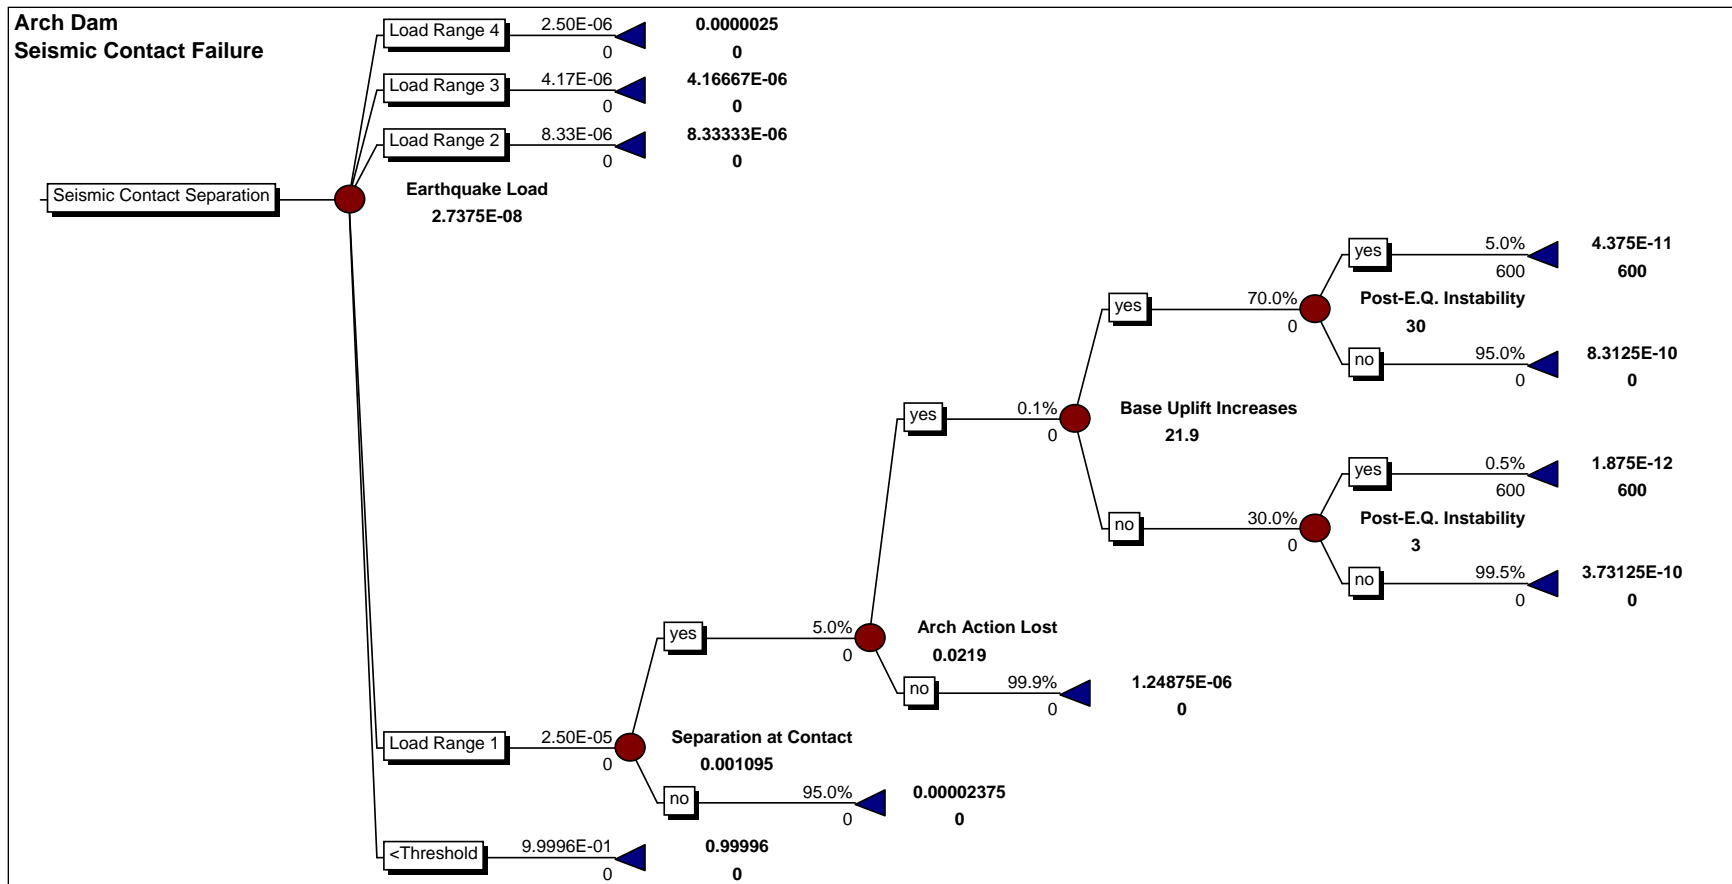 Arch Dam
Seismic Contact Failure
Load Range 4 2.50E-06 0.0000025
0 0
Load Range 3 4.17E-06 4.16667E-06
0 0
Load Range 2 8.33E-06 8.33333E-06
0 0
Seismic Contact Separation
Earthquake Load
2.7375E-08
yes 5.0% 4.375E-11
600 600
yes 70.0% Post-E.Q. Instability
0 30
no 95.0% 8.3125E-10
0 0
yes 0.1% Base Uplift Increases
0 21.9
yes 0.5% 1.875E-12
600 600
no 30.0% Post-E.Q. Instability
0 3
no 99.5% 3.73125E-10
0 0
yes 5.0% Arch Action Lost
0 0.0219
no 99.9% 1.24875E-06
0 0
Load Range 1 2.50E-05 Separation at Contact
0 0.001095
no 95.0% 0.00002375
0 0
<Threshold 9.9996E-01 0.99996
0 0